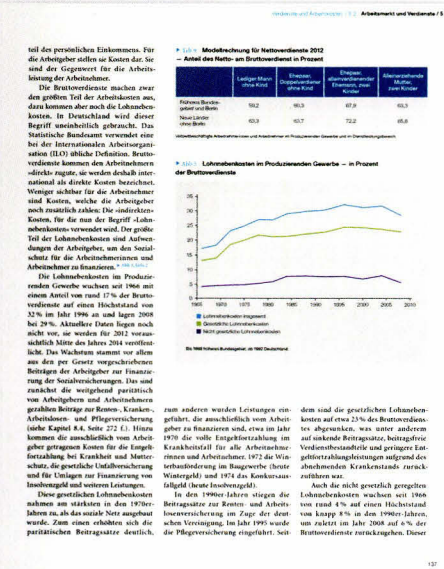 Verdienste und Arbeitskosten / 5.2 Arbeitsmarkt und Verdienste / 5
teil des persönlichen Einkommens. Für
die Arbeitgeber stellen sie Kosten dar. Sie
sind der Gegenwert für die Arbeits-
leistung der Arbeitnehmer.
Die Bruttoverdienste machen zwar
den größten Teil der Arbeitskosten aus,
dazu kommen aber noch die Lohnneben-
kosten. In Deutschland wird dieser
Begriff uneinheitlich gebraucht. Das
Statistische Bundesamt verwendet eine
bei der Internationalen Arbeitsorgani-
sation (ILO) übliche Definition. Brutto-
verdienste kommen den Arbeitnehmern
»direkt« zugute, sie werden deshalb inter-
national als direkte Kosten bezeichnet.
Weniger sichtbar für die Arbeitnehmer
sind Kosten, welche die Arbeitgeber
noch zusätzlich zahlen: Die »indirekten«
Kosten, für die nun der Begriff »Lohn-
nebenkosten« verwendet wird. Der größte
Teil der Lohnnebenkosten sind Aufwen-
dungen der Arbeitgeber, um den Sozial-
schutz für die Arbeitnehmerinnen und
Arbeitnehmer zu finanzieren.
Die Lohnnebenkosten im Produzie-
renden Gewerbe wuchsen seit 1966 mit
einem Anteil von rund 17 % der Brutto-
verdienste auf einen Höchststand von
32 % im Jahr 1996 an und lagen 2008
bei 29 %. Aktuellere Daten liegen noch
nicht vor, sie werden für 2012 voraus-
sichtlich Mitte des Jahres 2014 veröffent-
licht. Das Wachstum stammt vor allem
aus den per Gesetz vorgeschriebenen
Beiträgen der Arbeitgeber zur Finanzie-
rung der Sozialversicherungen. Das sind
zunächst die weitgehend paritätisch
von Arbeitgebern und Arbeitnehmern
gezahlten Beiträge zur Renten-, Kranken-,
Arbeitslosen- und Pflegeversicherung
(siehe Kapitel 8.4, Seite 272 f.). Hinzu
kommen die ausschließlich vom Arbeit-
geber getragenen Kosten für die Entgelt-
fortzahlung bei Krankheit und Mutter-
schutz, die gesetzliche Unfallversicherung
und für Umlagen zur Finanzierung von
Insolvenzgeld und weiteren Leistungen.
Diese gesetzlichen Lohnnebenkosten
nahmen am stärksten in den 1970er-
Jahren zu, als das soziale Netz ausgebaut
wurde. Zum einen erhöhten sich die
paritätischen Beitragssätze deutlich,
Modellrechnung für Nettoverdienste 2012
— Anteil des Netto- am Bruttoverdienst in Prozent
Lediger Mann ohne Kind
Ehepaar, Doppelverdiener ohne Kind
Ehepaar, alleinverdienender Ehemann, zwei Kinder
Alleinerziehende Mutter, zwei Kinder
Früheres Bundes-
gebiet und Berlin
Neue Länder
ohne Berlin
Lohnnebenkosten im Produzierenden Gewerbe — in Prozent
der Bruttoverdienste
35
30
25
20
15
10
5
0
1965 1970 1975 1980 1985 1990 1995 2000 2005 2010
Lohnnebenkosten insgesamt
Gesetzliche Lohnnebenkosten
Nicht gesetzliche Lohnnebenkosten
zum anderen wurden Leistungen ein-
geführt, die ausschließlich vom Arbeit-
geber zu finanzieren sind, etwa im Jahr
1970 die volle Entgeltfortzahlung im
Krankheitsfall für alle Arbeitnehme-
rinnen und Arbeitnehmer, 1972 die Win-
terbauförderung im Baugewerbe (heute
Wintergeld) und 1974 das Konkursaus-
fallgeld (heute Insolvenzgeld).
In den 1990er-Jahren stiegen die
Beitragssätze zur Renten- und Arbeits-
losenversicherung im Zuge der deut-
schen Vereinigung. Im Jahr 1995 wurde
die Pflegeversicherung eingeführt. Seit-
dem sind die gesetzlichen Lohnneben-
kosten auf etwa 23 % des Bruttoverdiens-
tes abgesunken, was unter anderem
auf sinkende Beitragssätze, beitragsfreie
Verdienstbestandteile und geringere Ent-
geltfortzahlungsleistungen aufgrund des
abnehmenden Krankenstands zurück-
zuführen war.
Auch die nicht gesetzlich geregelten
Lohnnebenkosten wuchsen seit 1966
von rund 4 % auf einen Höchststand
von knapp 8 % in den 1990er-Jahren,
um zuletzt im Jahr 2008 auf 6 % der
Bruttoverdienste zurückzugehen. Dieser
137